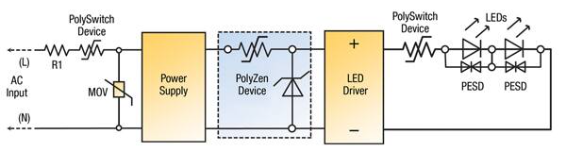 PolySwitch
Device
(L)
R1
AC
Input
MOV
(N)
Power
Supply
PolyZen
Device
+
LED
Driver
–
PolySwitch
Device
LEDs
PESD
PESD